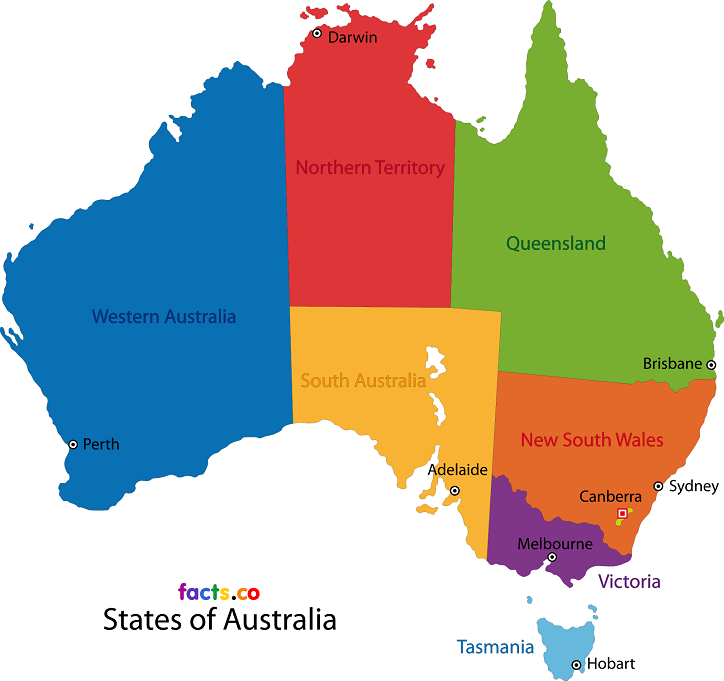 Darwin
Northern Territory
Queensland
Western Australia
Brisbane
South Australia
New South Wales
Perth
Adelaide
Sydney
Canberra
Melbourne
Victoria
facts.co
States of Australia
Tasmania
Hobart